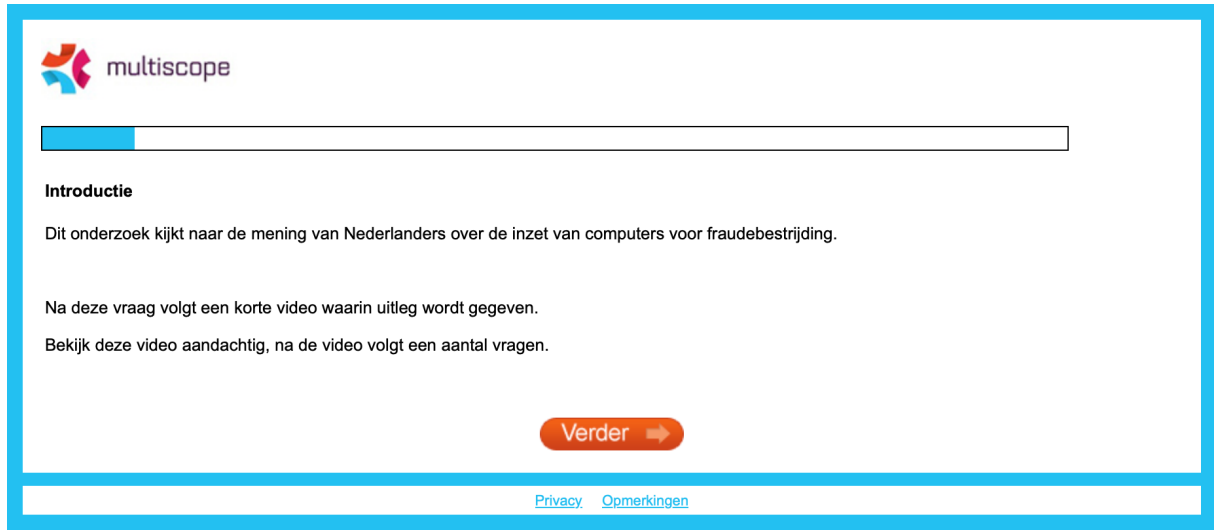 multiscope
Introductie
Dit onderzoek kijkt naar de mening van Nederlanders over de inzet van computers voor fraudebestrijding.
Na deze vraag volgt een korte video waarin uitleg wordt gegeven.
Bekijk deze video aandachtig, na de video volgt een aantal vragen.
Verder
Privacy Opmerkingen